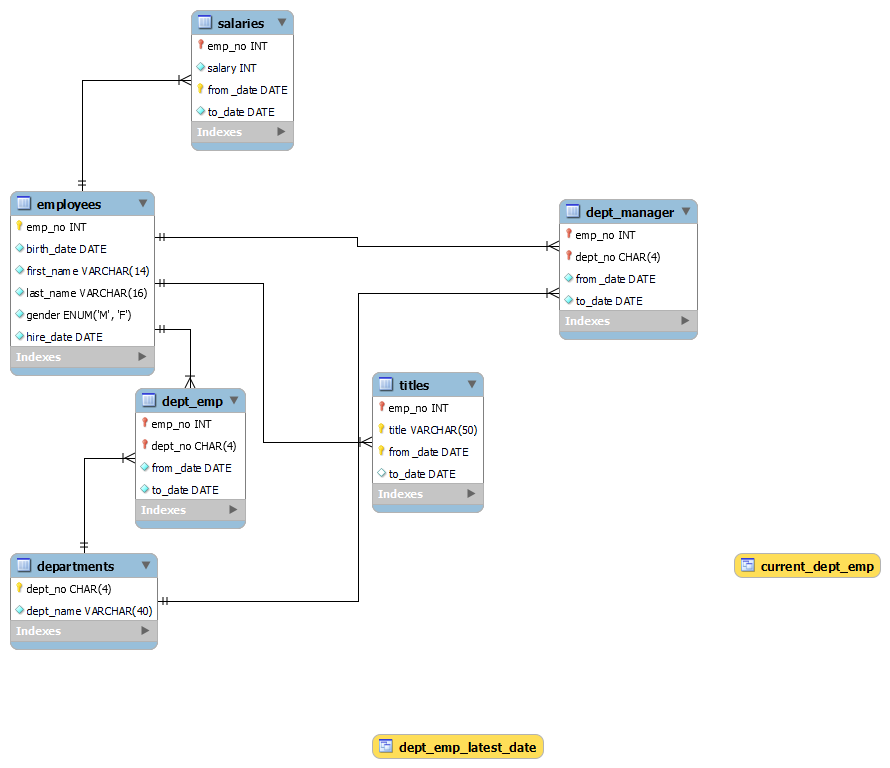 salaries
emp_no INT
salary INT
from_date DATE
to_date DATE
Indexes
employees
emp_no INT
birth_date DATE
first_name VARCHAR(14)
last_name VARCHAR(16)
gender ENUM('M', 'F')
hire_date DATE
Indexes
dept_manager
emp_no INT
dept_no CHAR(4)
from_date DATE
to_date DATE
Indexes
dept_emp
emp_no INT
dept_no CHAR(4)
from_date DATE
to_date DATE
Indexes
titles
emp_no INT
title VARCHAR(50)
from_date DATE
to_date DATE
Indexes
departments
dept_no CHAR(4)
dept_name VARCHAR(40)
Indexes
current_dept_emp
dept_emp_latest_date